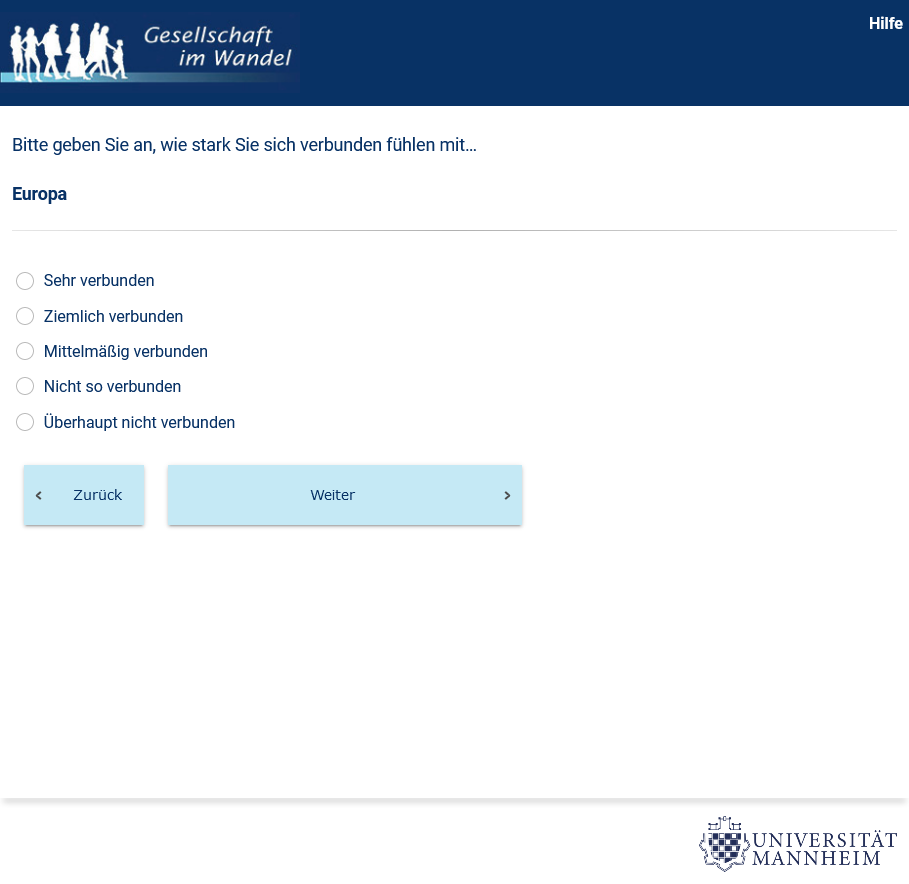 Gesellschaft
im Wandel
Hilfe
Bitte geben Sie an, wie stark Sie sich verbunden fühlen mit…
Europa
Sehr verbunden
Ziemlich verbunden
Mittelmäßig verbunden
Nicht so verbunden
Überhaupt nicht verbunden
Zurück
Weiter
UNIVERSITÄT
MANNHEIM